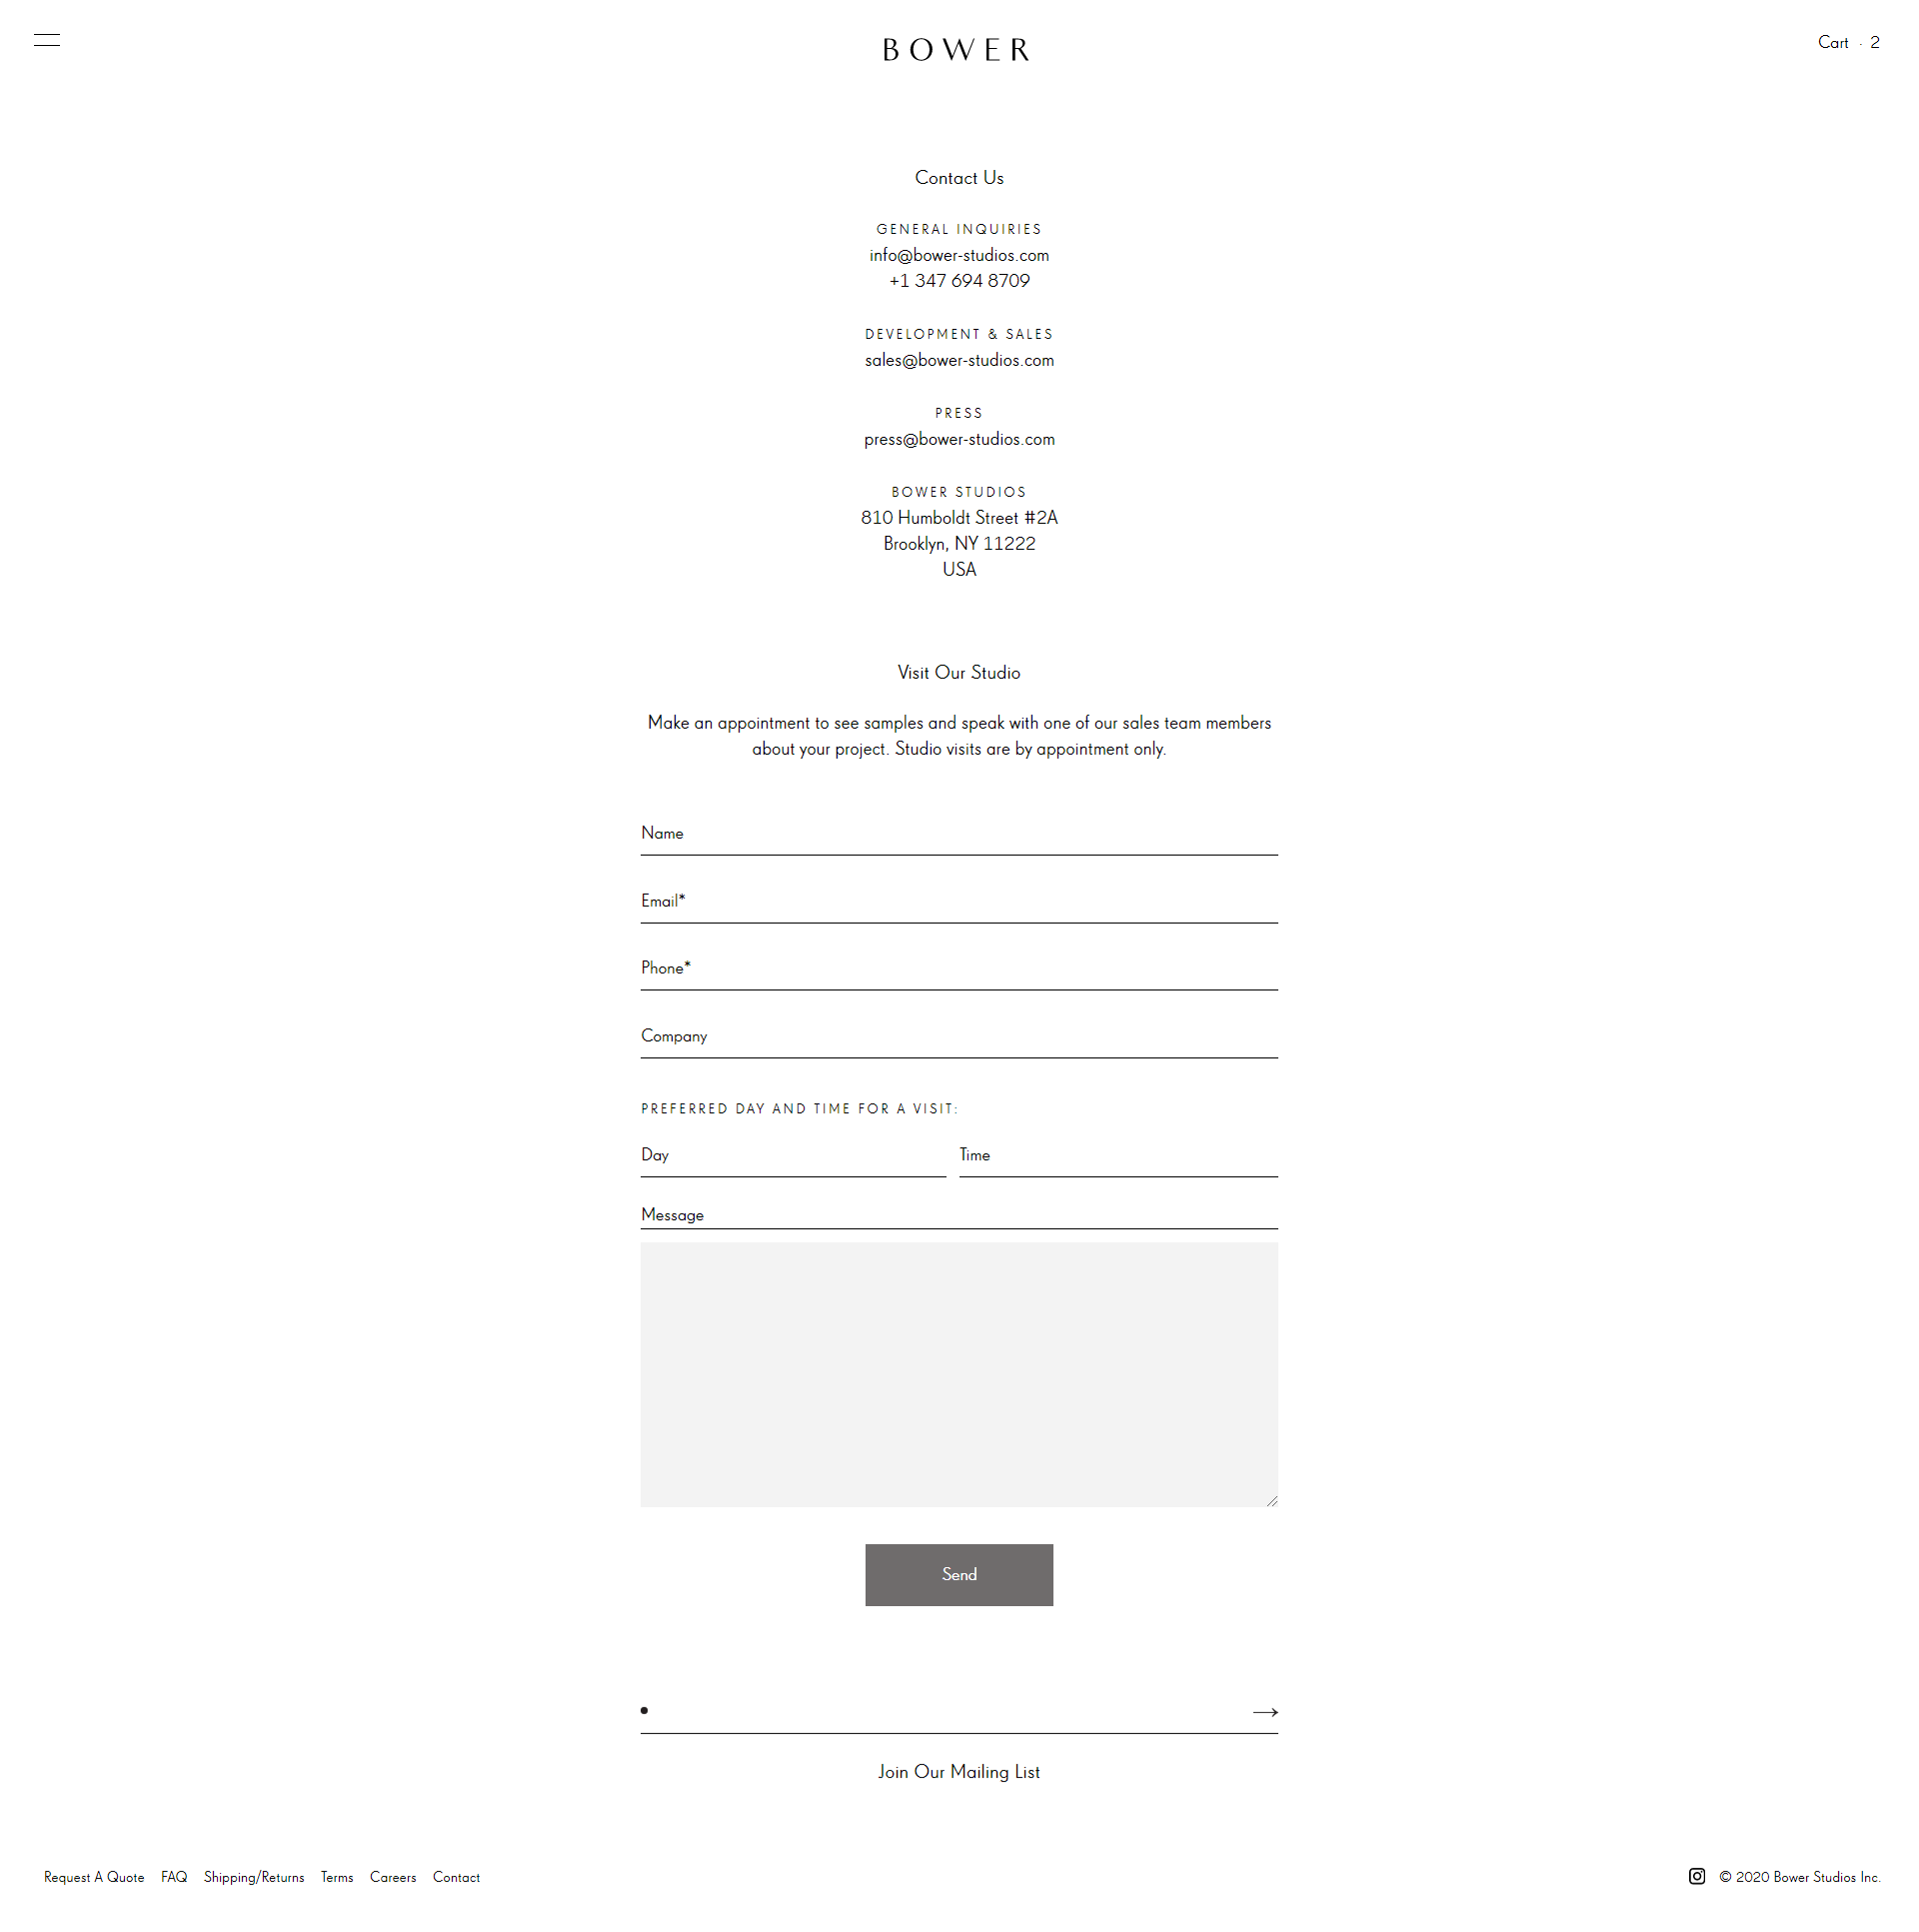 BOWER
Cart · 2
Contact Us
GENERAL INQUIRIES
info@bower-studios.com
+1 347 694 8709
DEVELOPMENT & SALES
sales@bower-studios.com
PRESS
press@bower-studios.com
BOWER STUDIOS
810 Humboldt Street #2A
Brooklyn, NY 11222
USA
Visit Our Studio
Make an appointment to see samples and speak with one of our sales team members
about your project. Studio visits are by appointment only.
Name
Email*
Phone*
Company
PREFERRED DAY AND TIME FOR A VISIT:
Day Time
Message
Send
Join Our Mailing List
Request A Quote FAQ Shipping/Returns Terms Careers Contact
© 2020 Bower Studios Inc.